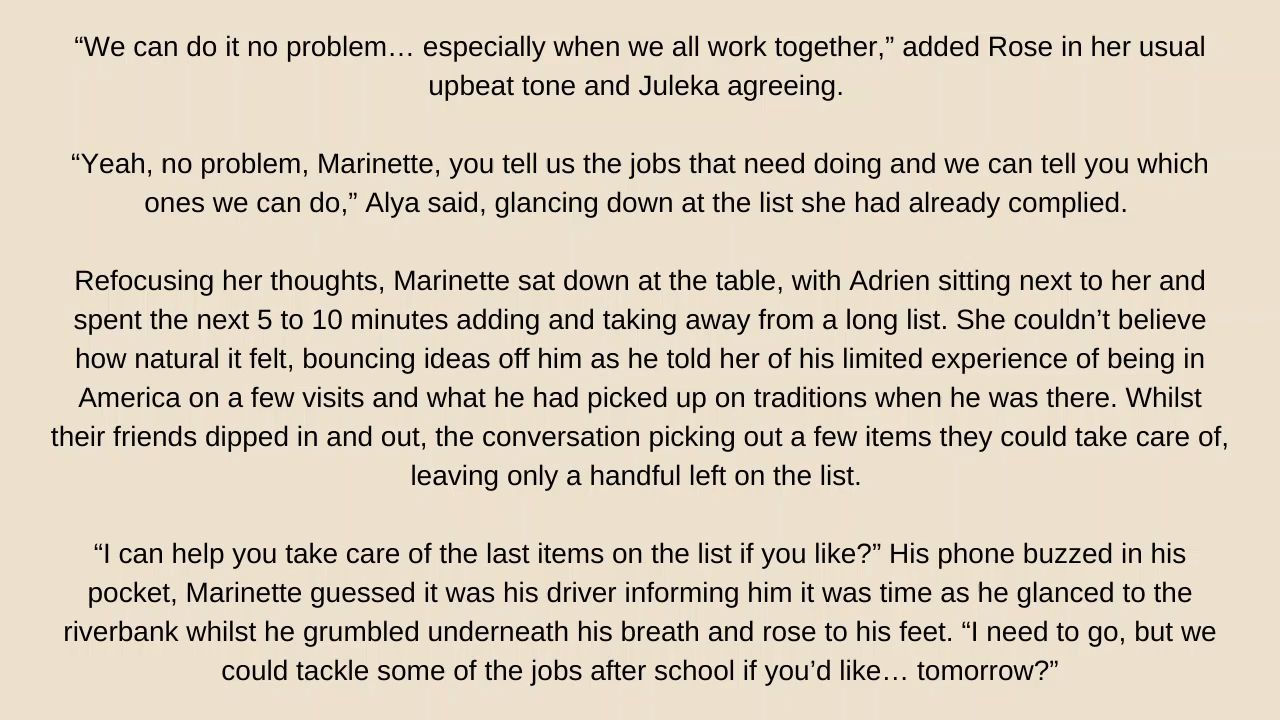 “We can do it no problem… especially when we all work together,” added Rose in her usual
upbeat tone and Juleka agreeing.
“Yeah, no problem, Marinette, you tell us the jobs that need doing and we can tell you which
ones we can do,” Alya said, glancing down at the list she had already complied.
Refocusing her thoughts, Marinette sat down at the table, with Adrien sitting next to her and
spent the next 5 to 10 minutes adding and taking away from a long list. She couldn’t believe
how natural it felt, bouncing ideas off him as he told her of his limited experience of being in
America on a few visits and what he had picked up on traditions when he was there. Whilst
their friends dipped in and out, the conversation picking out a few items they could take care of,
leaving only a handful left on the list.
“I can help you take care of the last items on the list if you like?” His phone buzzed in his
pocket, Marinette guessed it was his driver informing him it was time as he glanced to the
riverbank whilst he grumbled underneath his breath and rose to his feet. “I need to go, but we
could tackle some of the jobs after school if you’d like… tomorrow?”